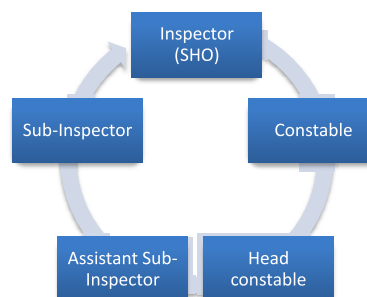 Inspector
(SHO)
Constable
Head
constable
Assistant Sub-
Inspector
Sub-Inspector